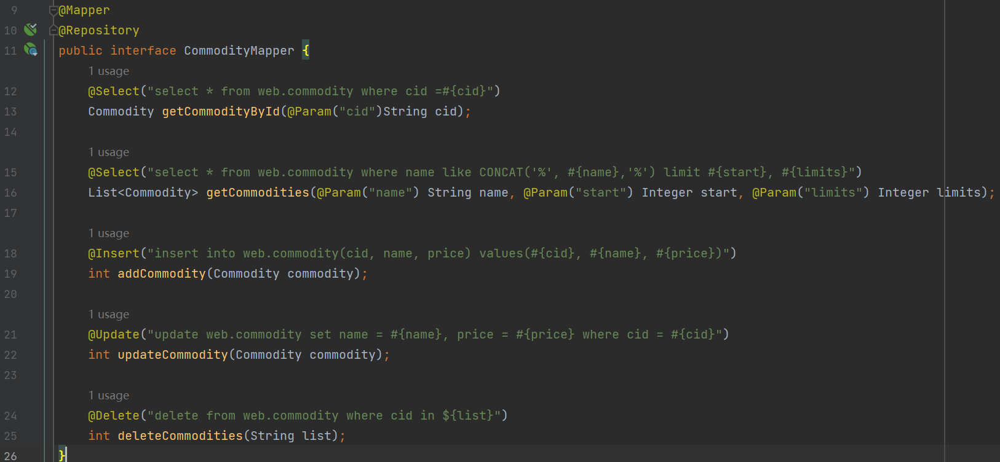 9 @Mapper
10 @Repository
11 public interface CommodityMapper {
1 usage
12 @Select("select * from web.commodity where cid =#{cid}")
13 Commodity getCommodityById(@Param("cid")String cid);
14
1 usage
15 @Select("select * from web.commodity where name like CONCAT('%', #{name},'%') limit #{start}, #{limits}")
16 List<Commodity> getCommodities(@Param("name") String name, @Param("start") Integer start, @Param("limits") Integer limits);
17
1 usage
18 @Insert("insert into web.commodity(cid, name, price) values(#{cid}, #{name}, #{price})")
19 int addCommodity(Commodity commodity);
20
1 usage
21 @Update("update web.commodity set name = #{name}, price = #{price} where cid = #{cid}")
22 int updateCommodity(Commodity commodity);
23
1 usage
24 @Delete("delete from web.commodity where cid in ${list}")
25 int deleteCommodities(String list);
26 }